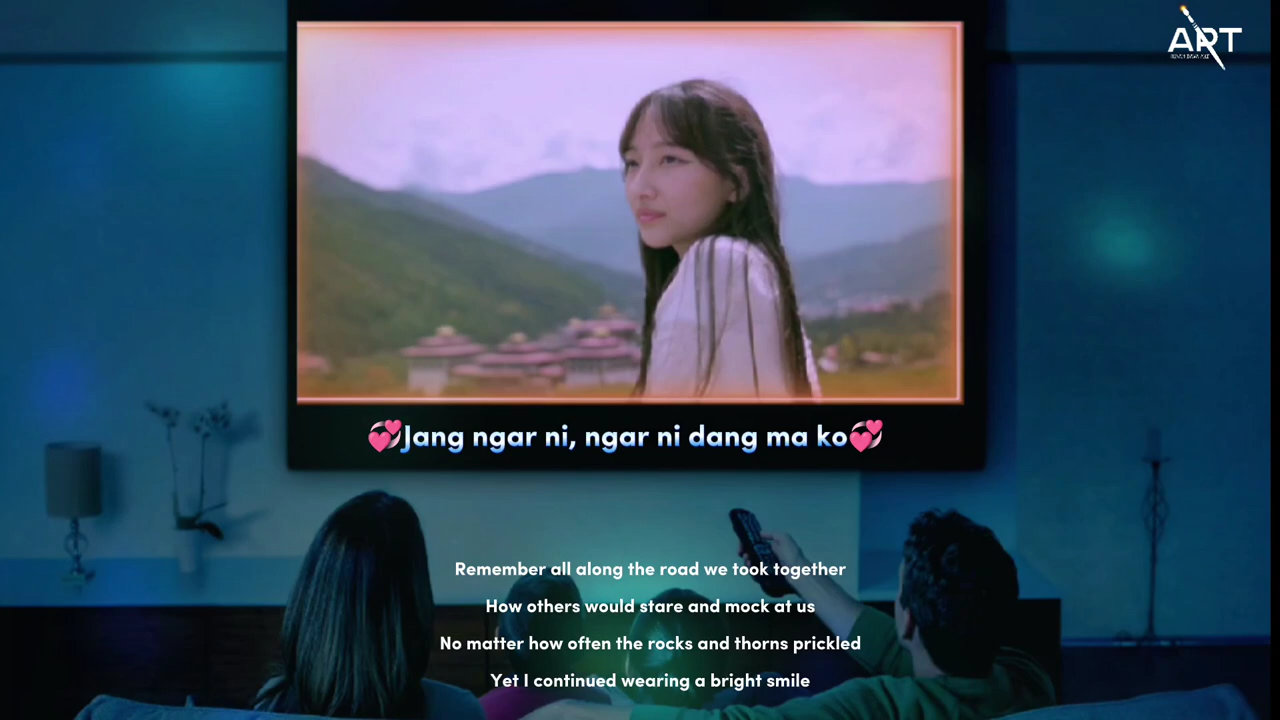 ART
💞Jang ngar ni, ngar ni dang ma ko💞
Remember all along the road we took together
How others would stare and mock at us
No matter how often the rocks and thorns prickled
Yet I continued wearing a bright smile